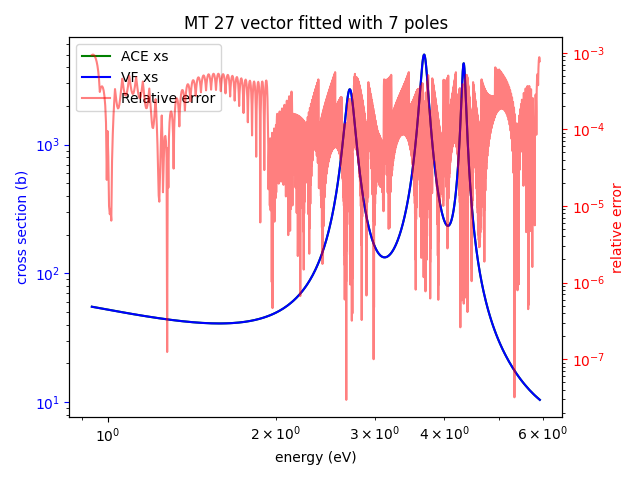 MT 27 vector fitted with 7 poles
ACE xs
VF xs
Relative error
cross section (b)
10³
10²
10¹
10⁻³
10⁻⁴
10⁻⁵
10⁻⁶
10⁻⁷
relative error
10⁰ 2 × 10⁰ 3 × 10⁰ 4 × 10⁰ 6 × 10⁰
energy (eV)